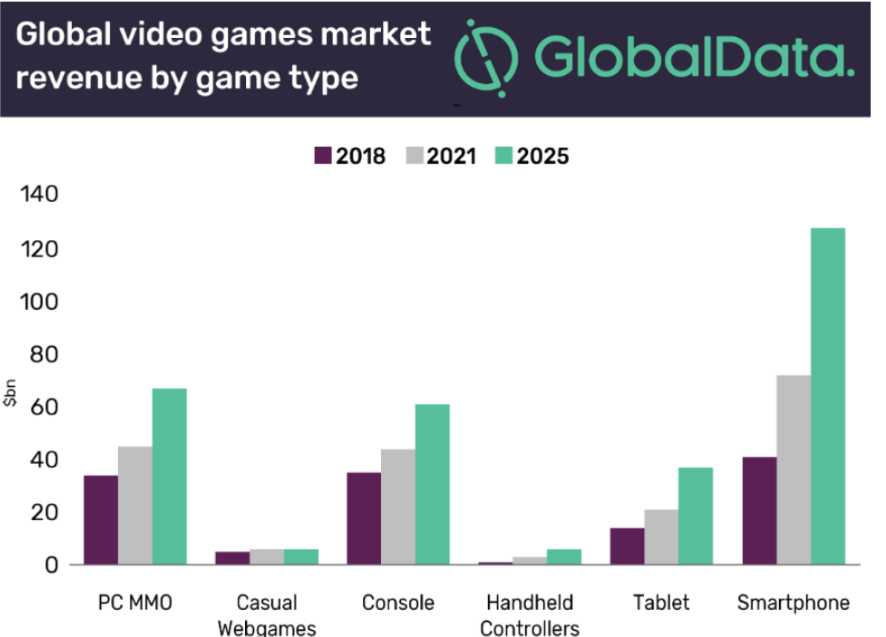 Global video games market
revenue by game type
GlobalData.
2018 2021 2025
140
120
100
80
60
40
20
0
$bn
PC MMO
Casual
Webgames
Console
Handheld
Controllers
Tablet
Smartphone